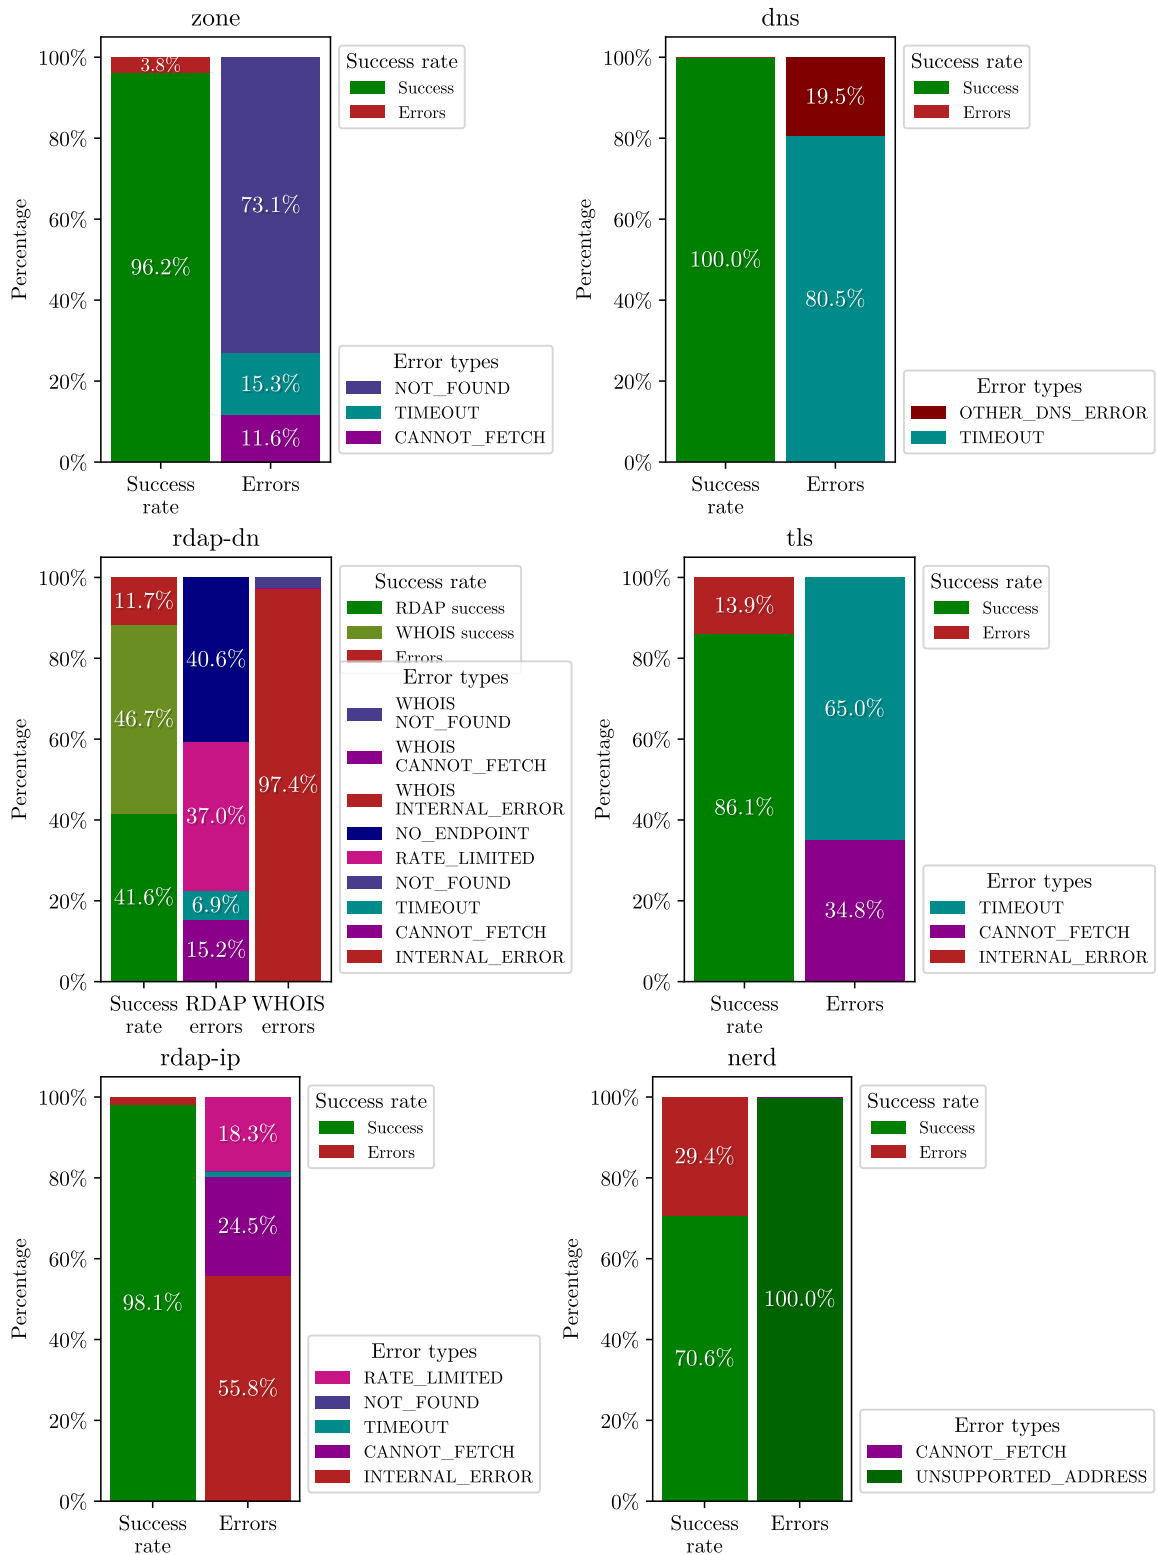 zone
100%
80%
60%
40%
20%
0%
Percentage
3.8%
96.2%
73.1%
15.3%
11.6%
Success
rate
Errors
Success rate
Success
Errors
Error types
NOT_FOUND
TIMEOUT
CANNOT_FETCH
dns
100%
80%
60%
40%
20%
0%
Percentage
100.0%
19.5%
80.5%
Success
rate
Errors
Success rate
Success
Errors
Error types
OTHER_DNS_ERROR
TIMEOUT
rdap-dn
100%
80%
60%
40%
20%
0%
Percentage
11.7%
46.7%
41.6%
40.6%
37.0%
6.9%
15.2%
97.4%
Success
rate
RDAP
errors
WHOIS
errors
Success rate
RDAP success
WHOIS success
Errors
Error types
WHOIS
NOT_FOUND
WHOIS
CANNOT_FETCH
WHOIS
INTERNAL_ERROR
NO_ENDPOINT
RATE_LIMITED
NOT_FOUND
TIMEOUT
CANNOT_FETCH
INTERNAL_ERROR
tls
100%
80%
60%
40%
20%
0%
Percentage
13.9%
86.1%
65.0%
34.8%
Success
rate
Errors
Success rate
Success
Errors
Error types
TIMEOUT
CANNOT_FETCH
INTERNAL_ERROR
rdap-ip
100%
80%
60%
40%
20%
0%
Percentage
98.1%
18.3%
24.5%
55.8%
Success
rate
Errors
Success rate
Success
Errors
Error types
RATE_LIMITED
NOT_FOUND
TIMEOUT
CANNOT_FETCH
INTERNAL_ERROR
nerd
100%
80%
60%
40%
20%
0%
Percentage
29.4%
70.6%
100.0%
Success
rate
Errors
Success rate
Success
Errors
Error types
CANNOT_FETCH
UNSUPPORTED_ADDRESS